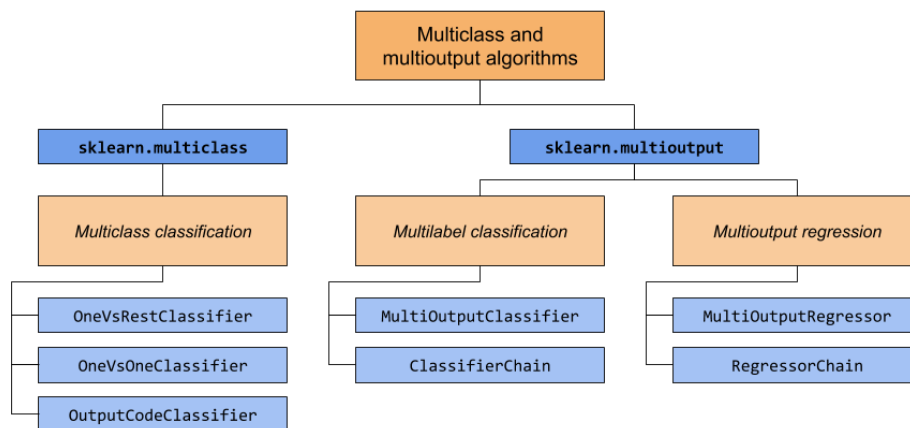 Multiclass and
multioutput algorithms
sklearn.multiclass
sklearn.multioutput
Multiclass classification
Multilabel classification
Multioutput regression
OneVsRestClassifier
MultiOutputClassifier
MultiOutputRegressor
OneVsOneClassifier
ClassifierChain
RegressorChain
OutputCodeClassifier